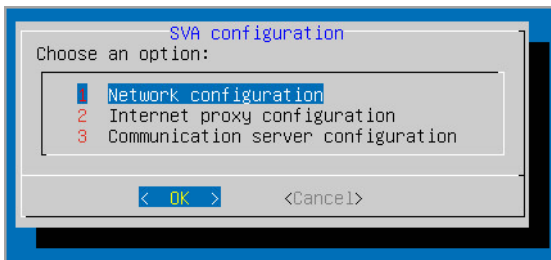 SVA configuration
Choose an option:
1 Network configuration
2 Internet proxy configuration
3 Communication server configuration
< OK > <Cancel>